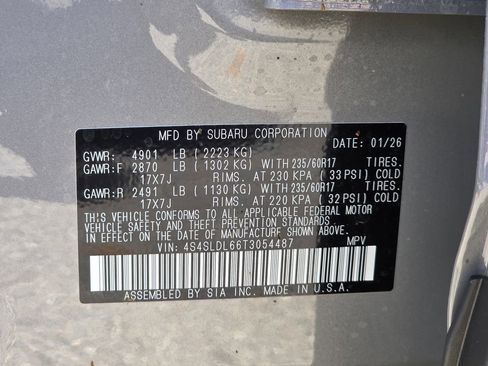 MFD BY SUBARU CORPORATION DATE: 01/26
GVWR: 4901 LB (2223 KG)
GAWR:F 2870 LB (1302 KG) WITH 235/60R17 TIRES.
17X7J RIMS. AT 230 KPA (33 PSI) COLD
GAWR:R 2491 LB (1130 KG) WITH 235/60R17 TIRES.
17X7J RIMS. AT 220 KPA (32 PSI) COLD
THIS VEHICLE CONFORMS TO ALL APPLICABLE FEDERAL MOTOR
VEHICLE SAFETY AND THEFT PREVENTION STANDARDS
IN EFFECT ON THE DATE OF MANUFACTURE SHOWN ABOVE.
VIN: 4S4SLDL66T3054487 MPV
ASSEMBLED BY SIA INC. MADE IN U.S.A.